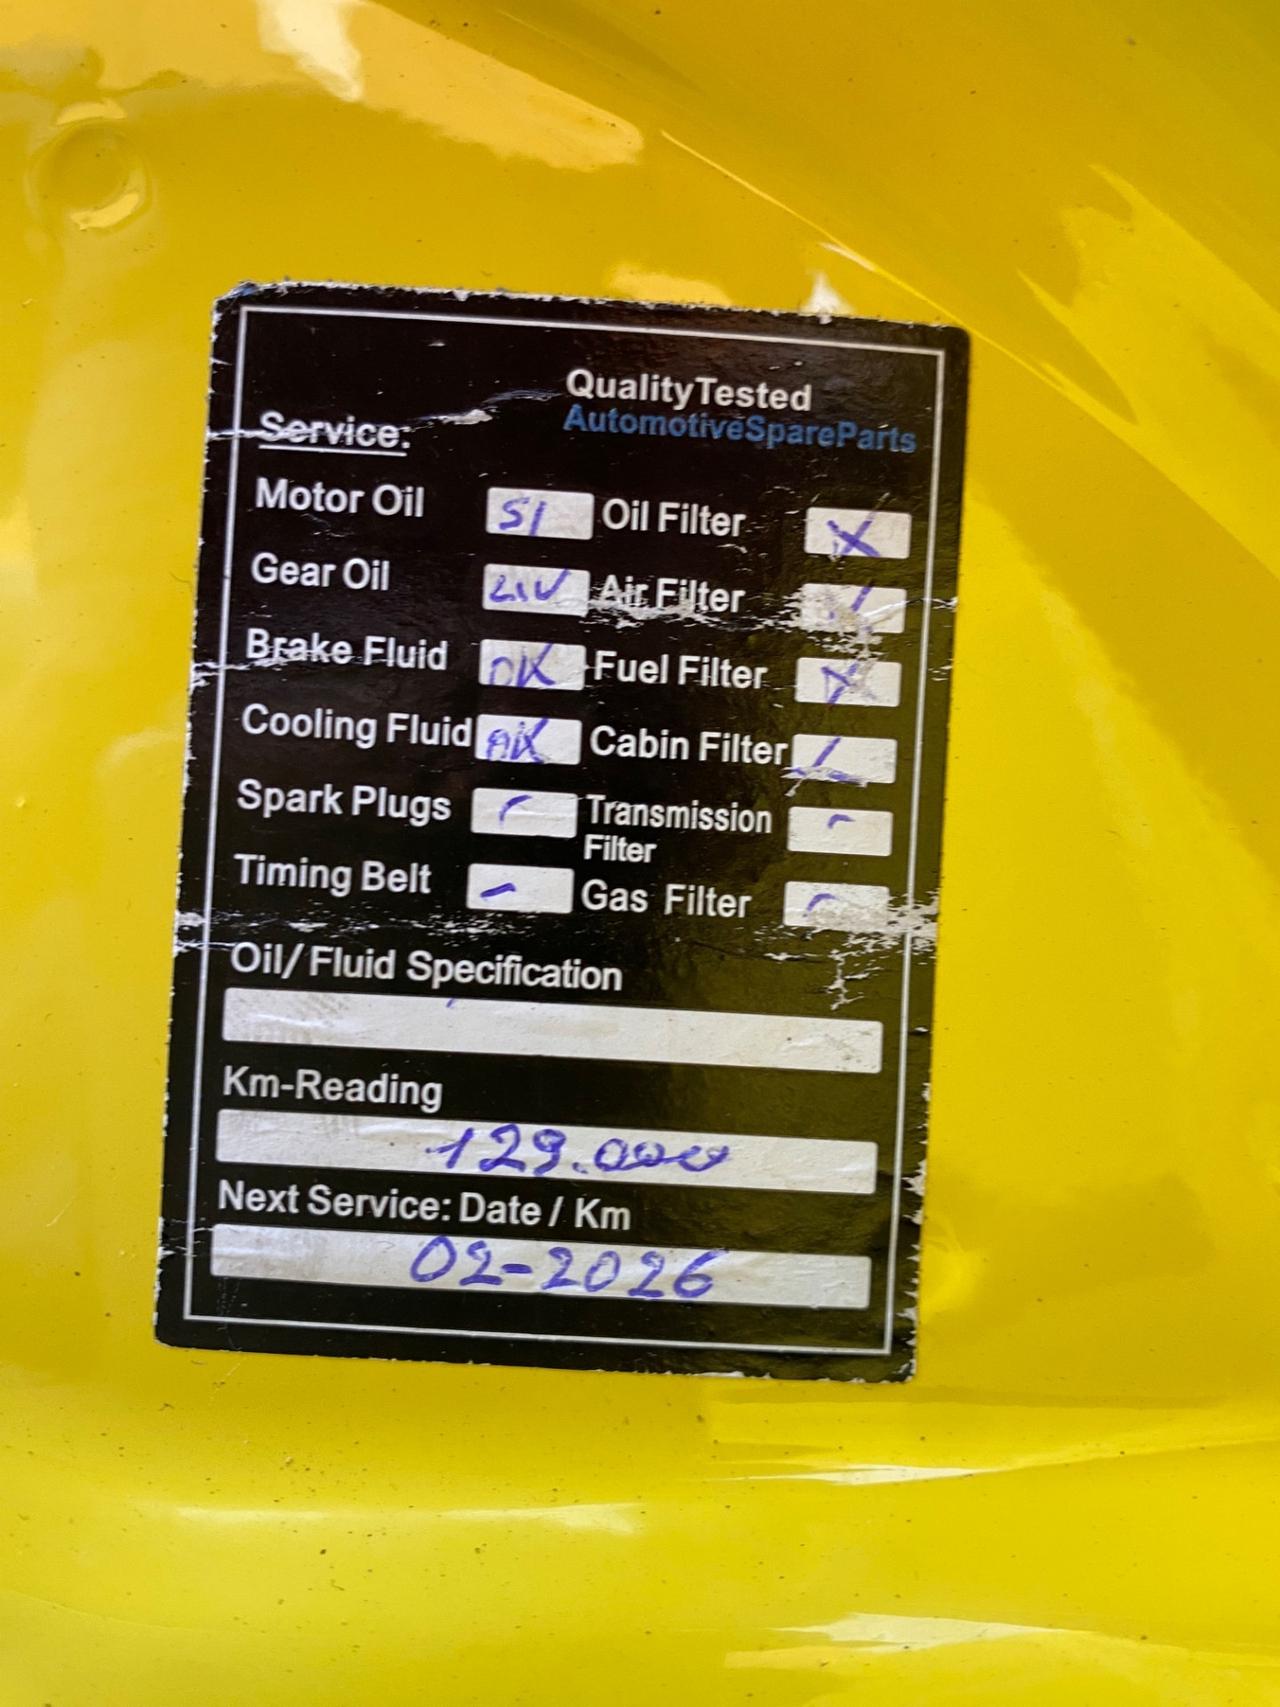 QualityTested
AutomotiveSpareParts
Service:
Motor Oil 5l Oil Filter X
Gear Oil Air Filter
Brake Fluid OK Fuel Filter X
Cooling Fluid OK Cabin Filter
Spark Plugs - Transmission Filter -
Timing Belt - Gas Filter -
Oil/ Fluid Specification
Km-Reading
129.000
Next Service: Date / Km
02-2026